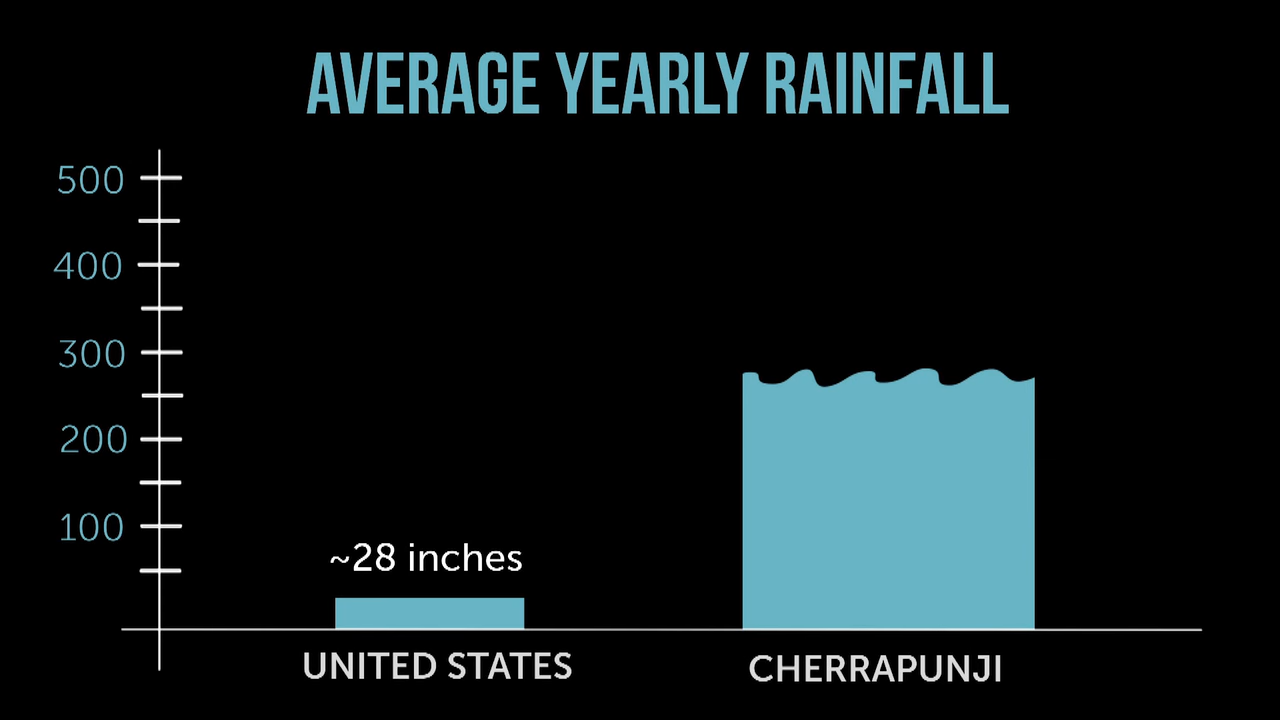 AVERAGE YEARLY RAINFALL
500
400
300
200
100
~28 inches
UNITED STATES
CHERRAPUNJI